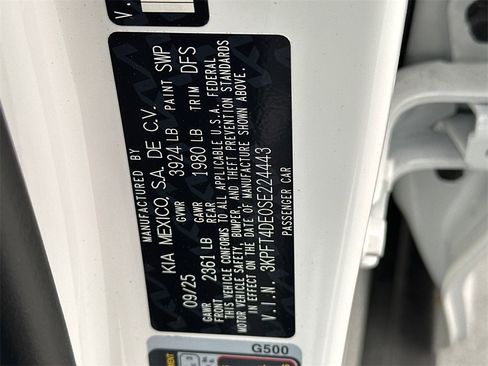 MANUFACTURED BY
KIA MEXICO, S.A. DE C.V.
09/25 GVWR 3924 LB PAINT SWP
GAWR FRONT 2361 LB GAWR REAR 1980 LB TRIM DFS
THIS VEHICLE CONFORMS TO ALL APPLICABLE U.S.A. FEDERAL
MOTOR VEHICLE SAFETY, BUMPER, AND THEFT PREVENTION STANDARDS
IN EFFECT ON THE DATE OF MANUFACTURE SHOWN ABOVE.
V.I.N. 3KPFT4DE0SE224443
PASSENGER CAR
G500